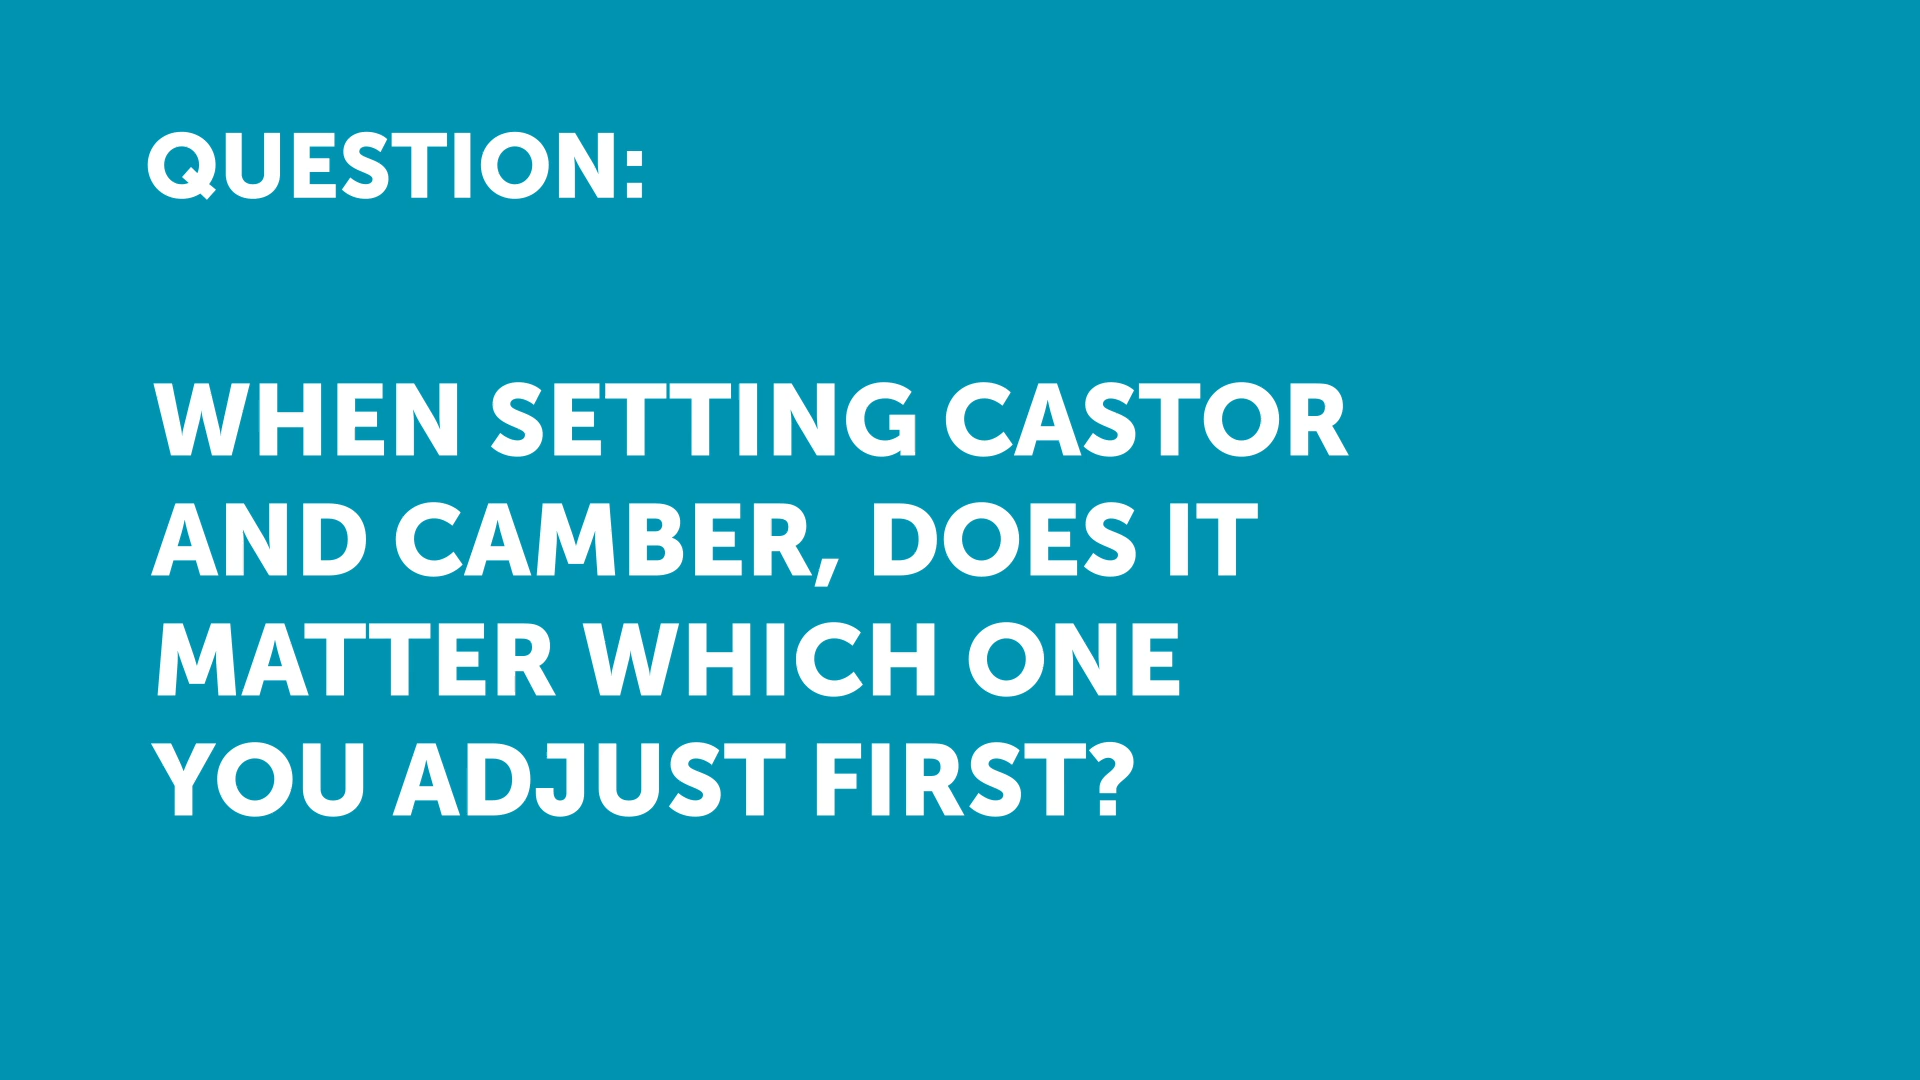 QUESTION:
WHEN SETTING CASTOR
AND CAMBER, DOES IT
MATTER WHICH ONE
YOU ADJUST FIRST?